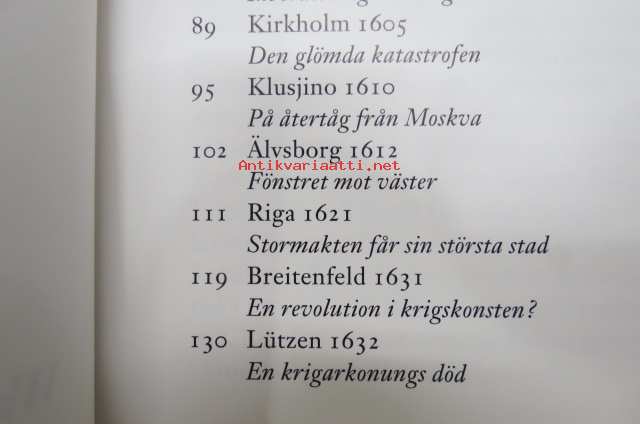 89 Kirkholm 1605
Den glömda katastrofen
95 Klusjino 1610
På återtåg från Moskva
102 Älvsborg 1612
Antikvariaatti.net
Fönstret mot väster
111 Riga 1621
Stormakten får sin största stad
119 Breitenfeld 1631
En revolution i krigskonsten?
130 Lützen 1632
En krigarkonungs död